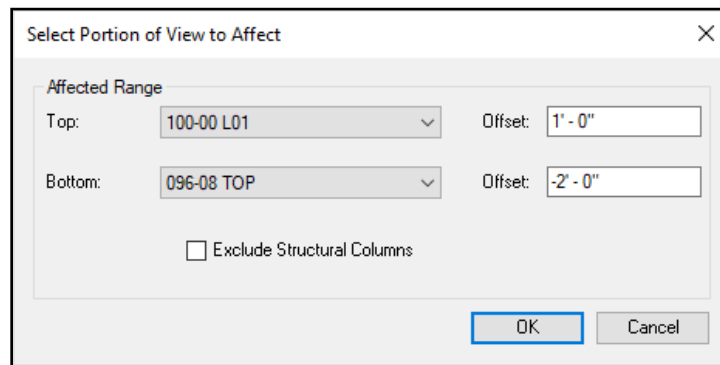 Select Portion of View to Affect
Affected Range
Top: 100-00 L01 Offset: 1' - 0"
Bottom: 096-08 TOP Offset: -2' - 0"
Exclude Structural Columns
OK Cancel